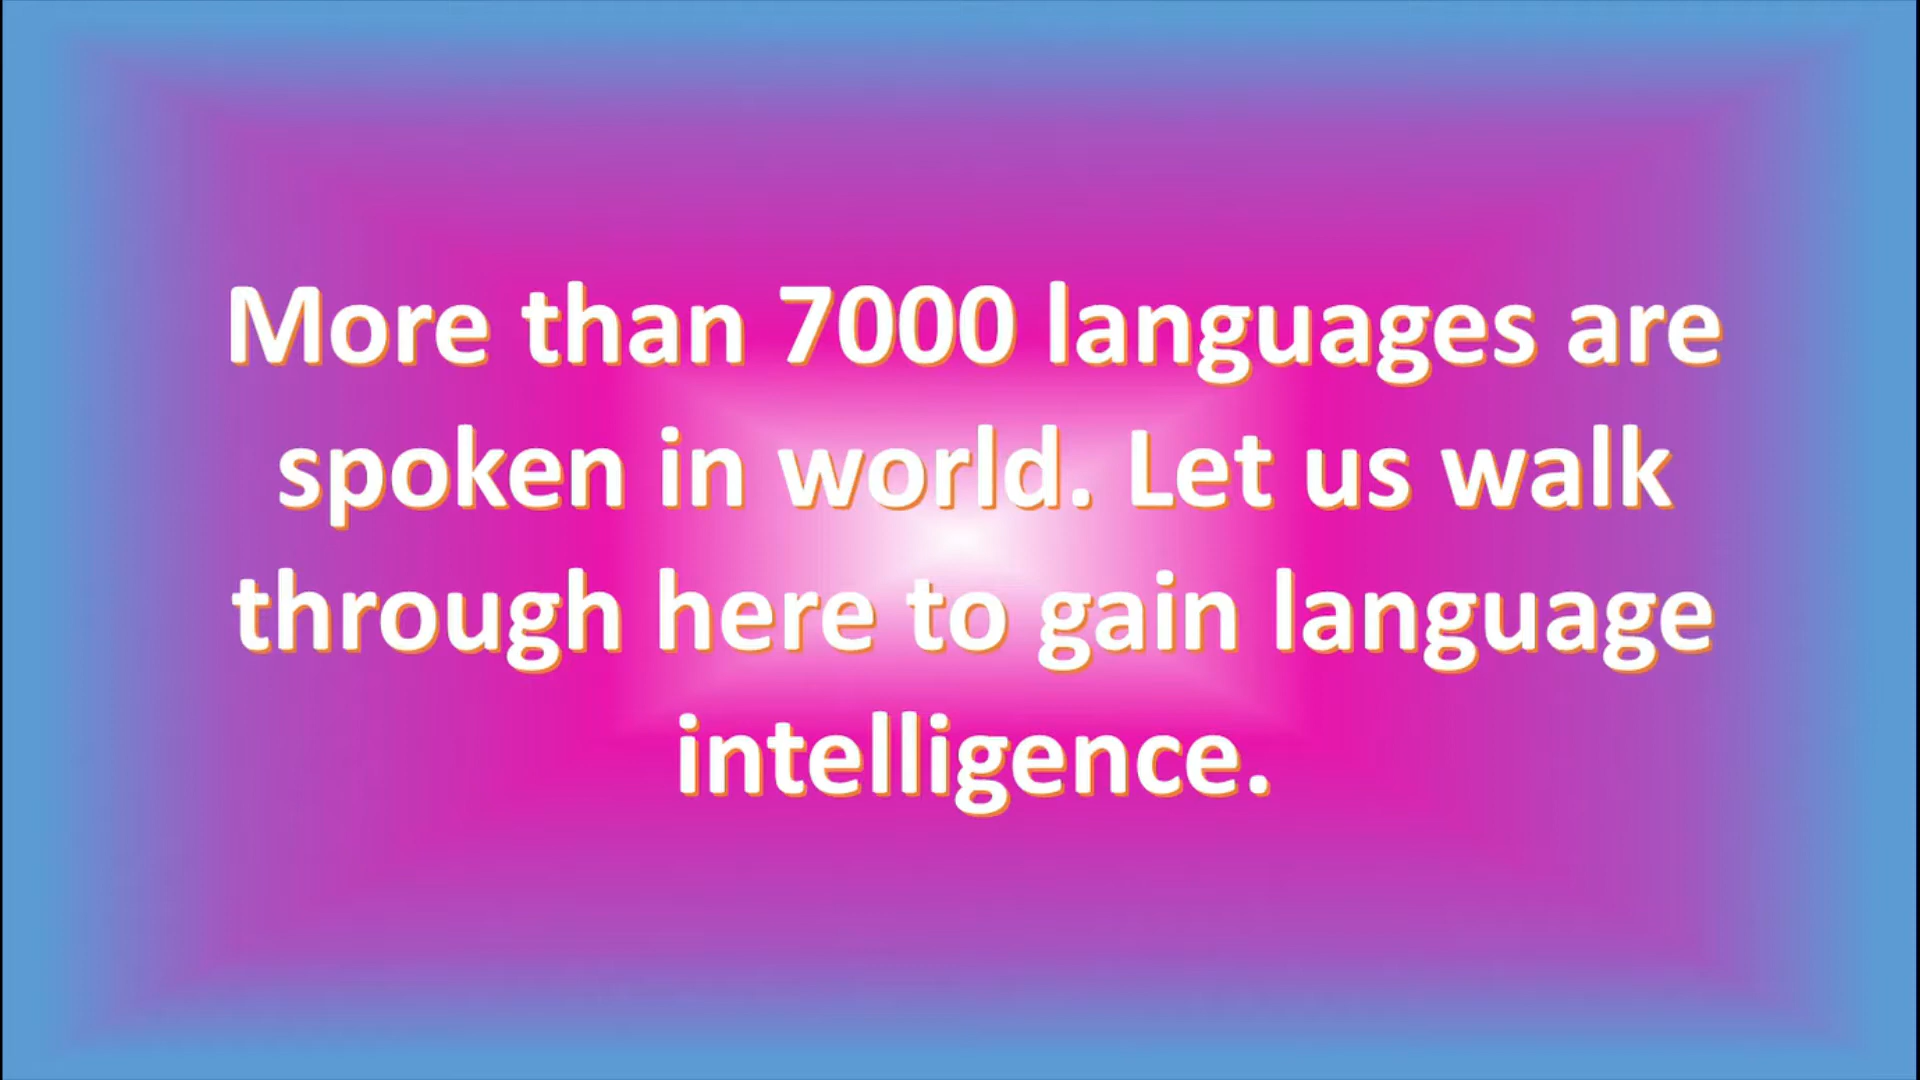 More than 7000 languages are
spoken in world. Let us walk
through here to gain language
intelligence.